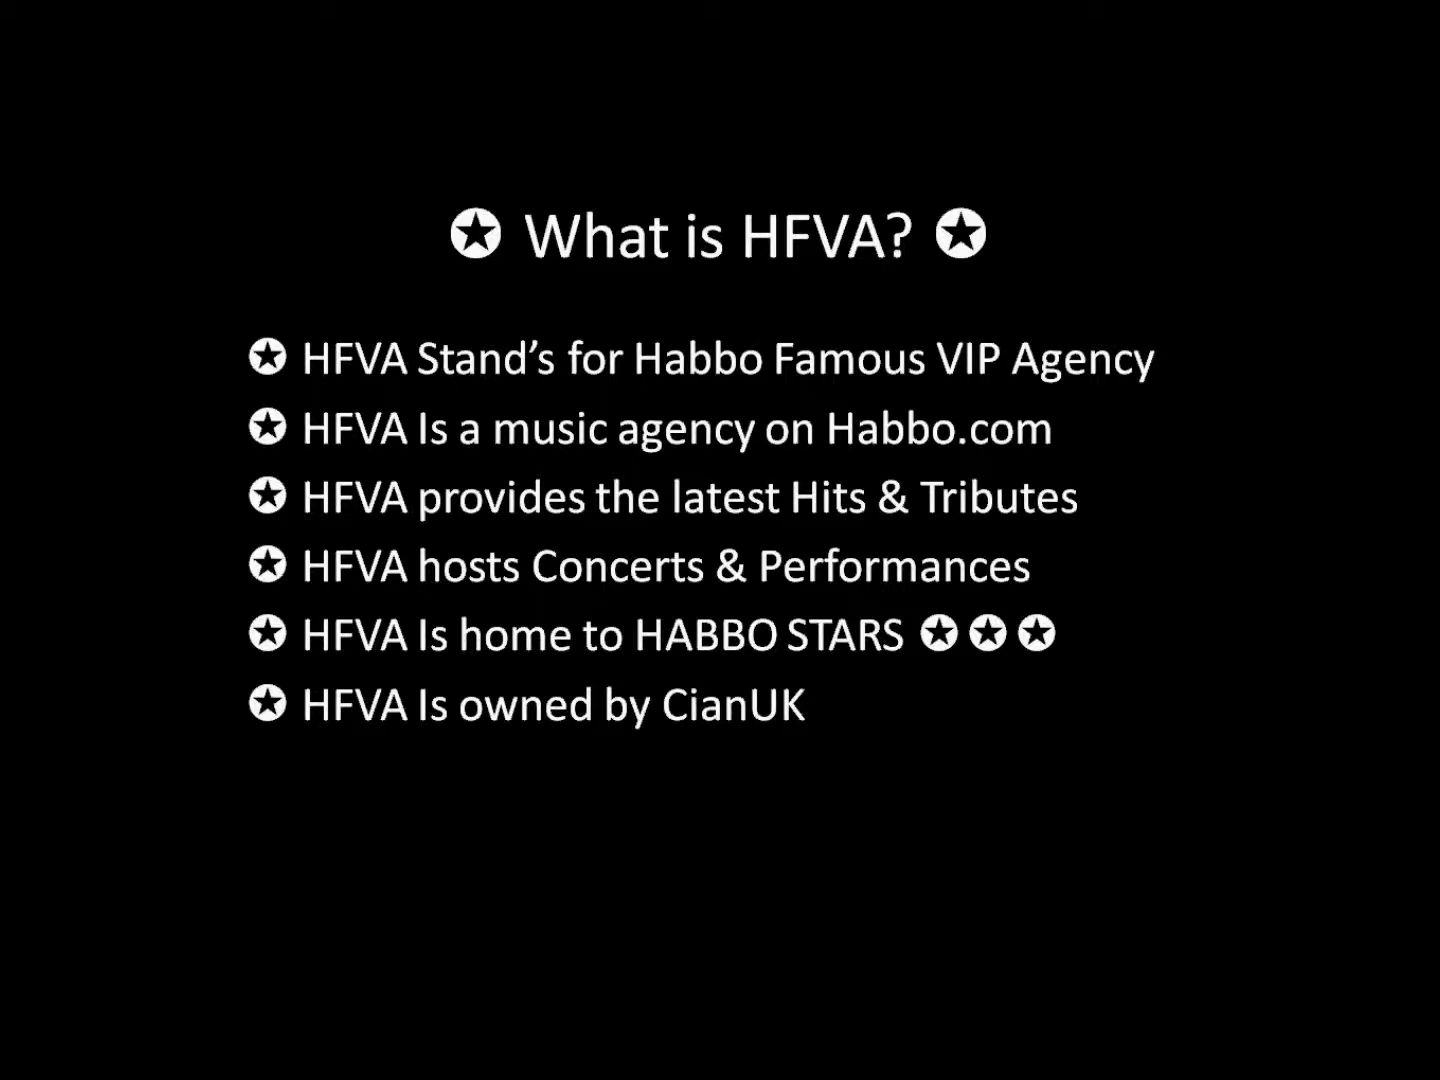 ✪ What is HFVA? ✪
✪ HFVA Stand’s for Habbo Famous VIP Agency
✪ HFVA Is a music agency on Habbo.com
✪ HFVA provides the latest Hits & Tributes
✪ HFVA hosts Concerts & Performances
✪ HFVA Is home to HABBO STARS ✪ ✪ ✪
✪ HFVA Is owned by CianUK